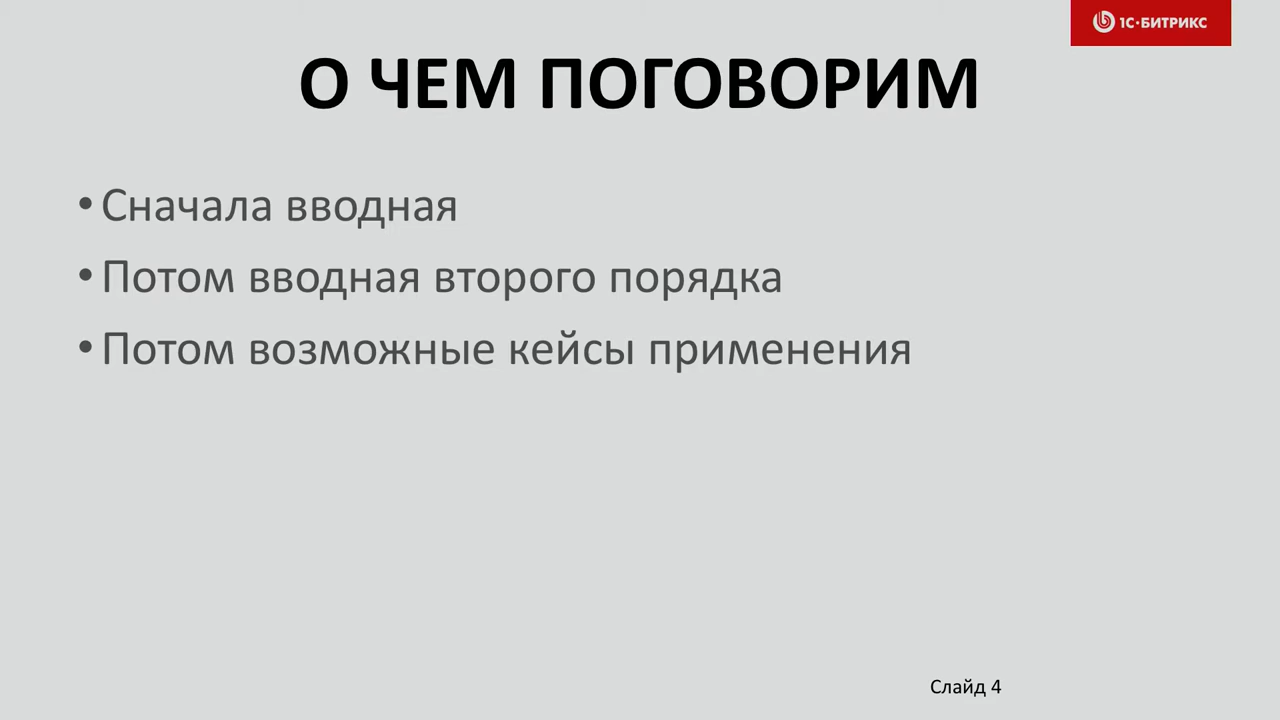 1С·БИТРИКС
О ЧЕМ ПОГОВОРИМ
• Сначала вводная
• Потом вводная второго порядка
• Потом возможные кейсы применения
Слайд 4